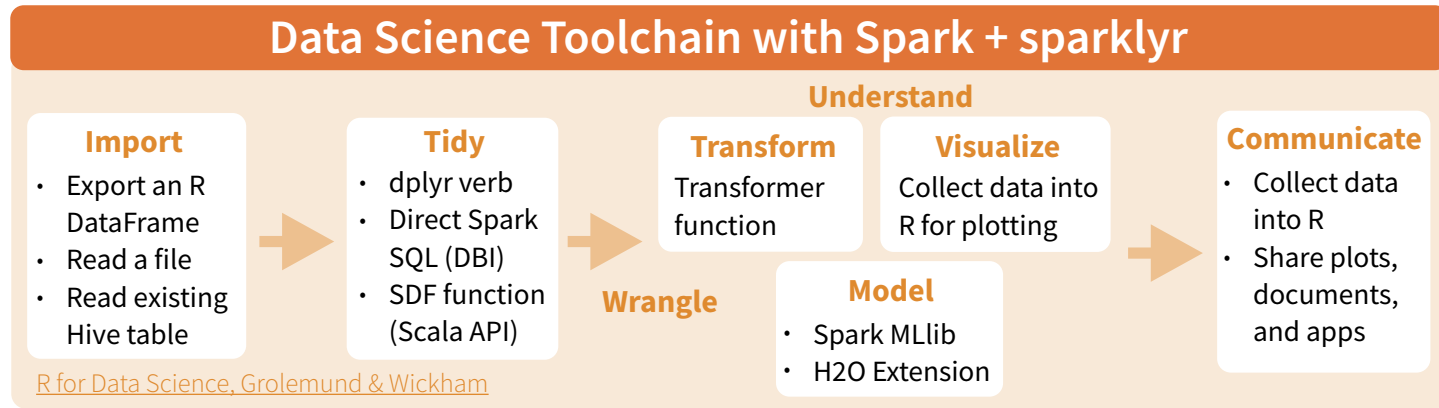 Data Science Toolchain with Spark + sparklyr
Import
• Export an R
DataFrame
• Read a file
• Read existing
Hive table
Tidy
• dplyr verb
• Direct Spark
SQL (DBI)
• SDF function
(Scala API)
Understand
Transform
Transformer
function
Visualize
Collect data into
R for plotting
Wrangle
Model
• Spark MLlib
• H2O Extension
Communicate
• Collect data
into R
• Share plots,
documents,
and apps
R for Data Science, Grolemund & Wickham